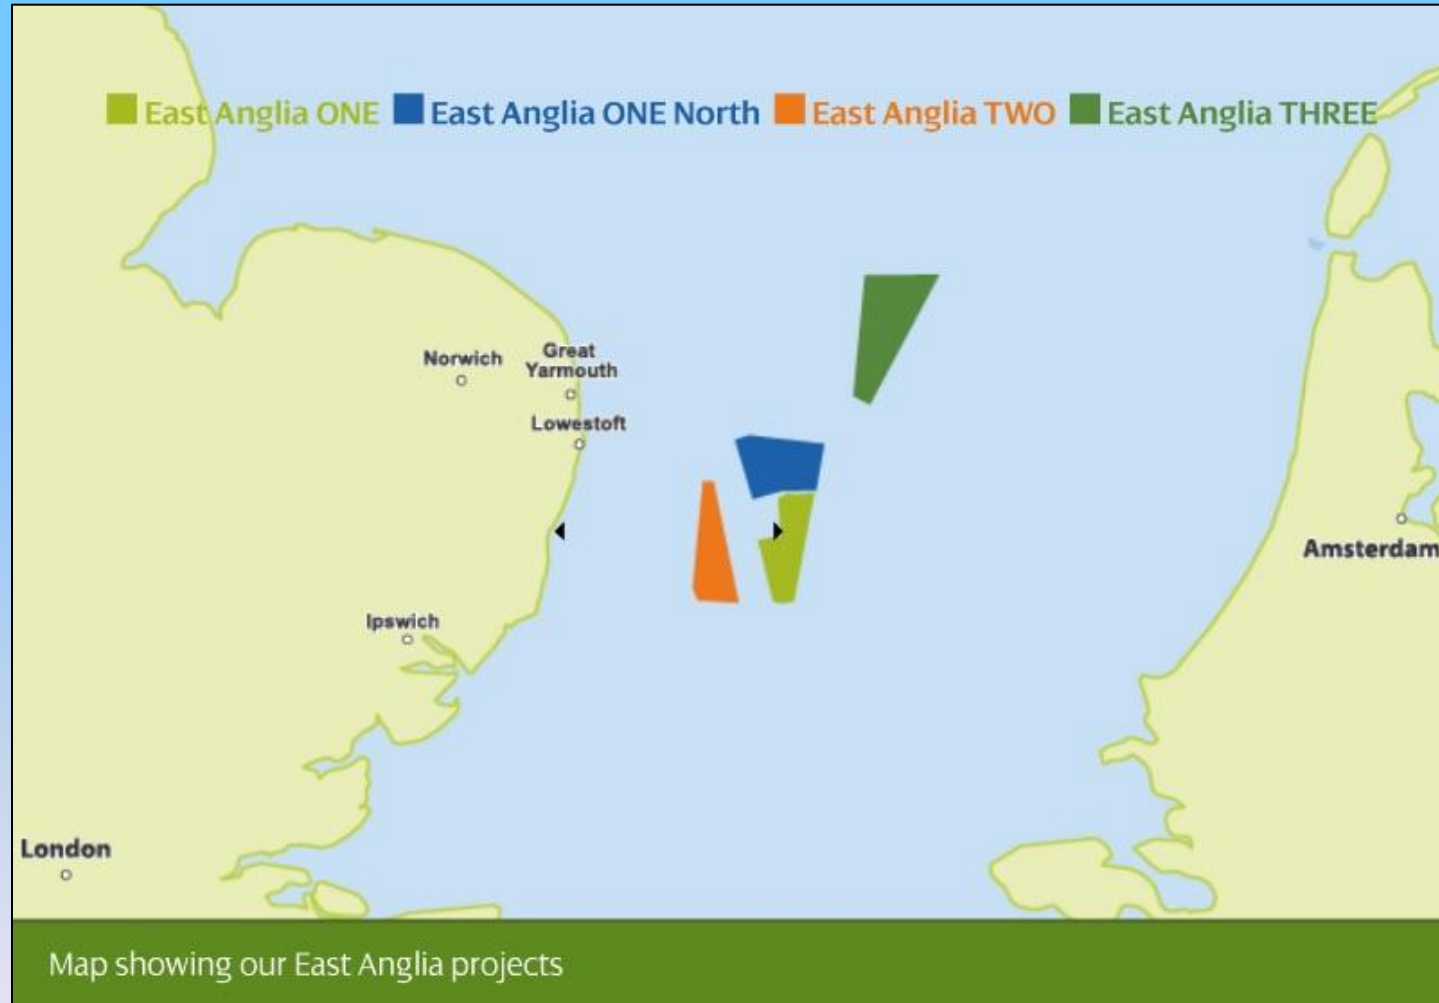 East Anglia ONE East Anglia ONE North East Anglia TWO East Anglia THREE
Norwich
Great
Yarmouth
Lowestoft
Amsterdam
Ipswich
London
Map showing our East Anglia projects